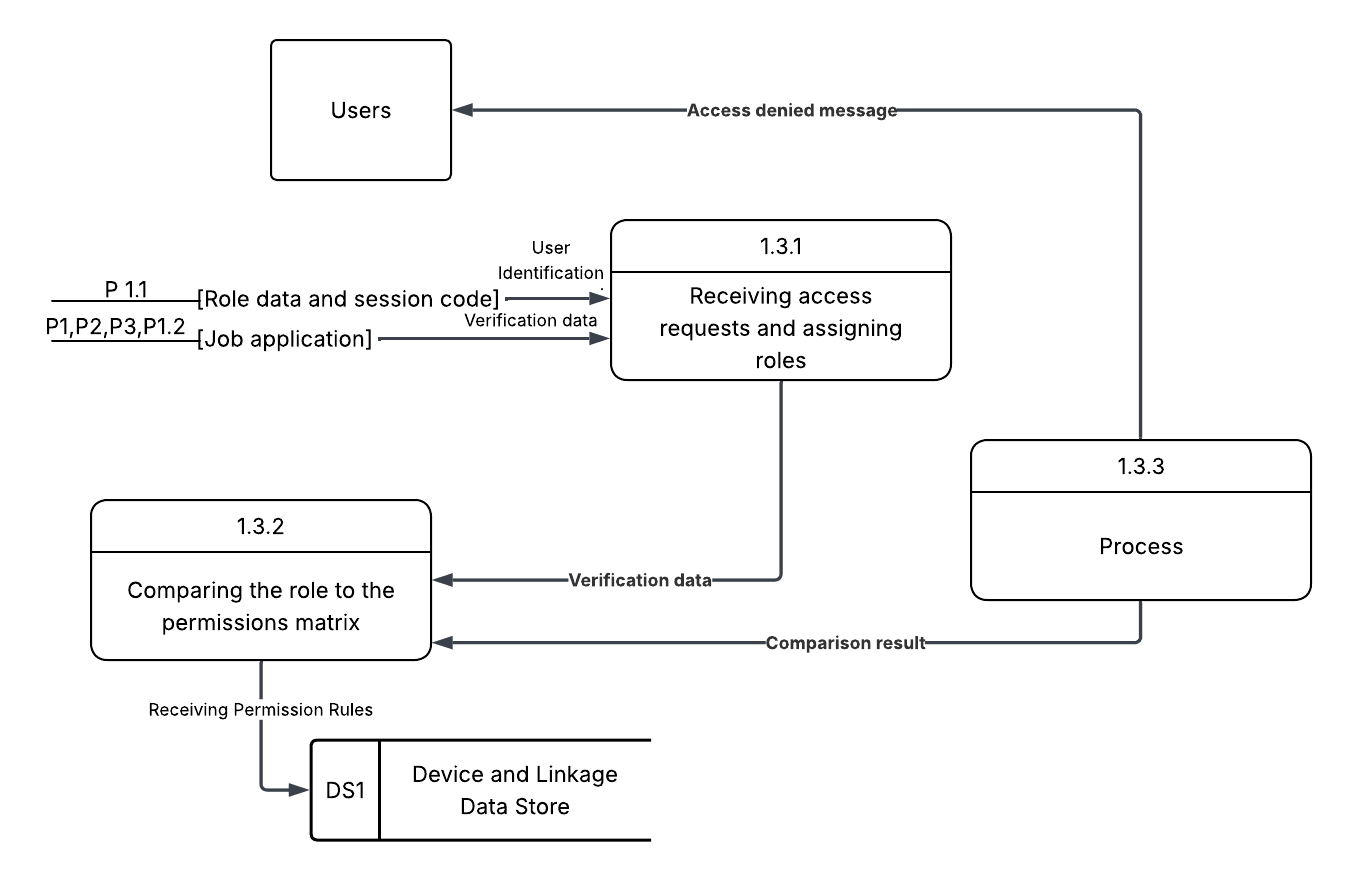 Users
Access denied message
1.3.1
Receiving access
requests and assigning
roles
User
Identification
.
P 1.1
[Role data and session code]
Verification data
P1,P2,P3,P1.2
[Job application]
1.3.3
Process
1.3.2
Comparing the role to the
permissions matrix
Verification data
Comparison result
Receiving Permission Rules
DS1
Device and Linkage
Data Store